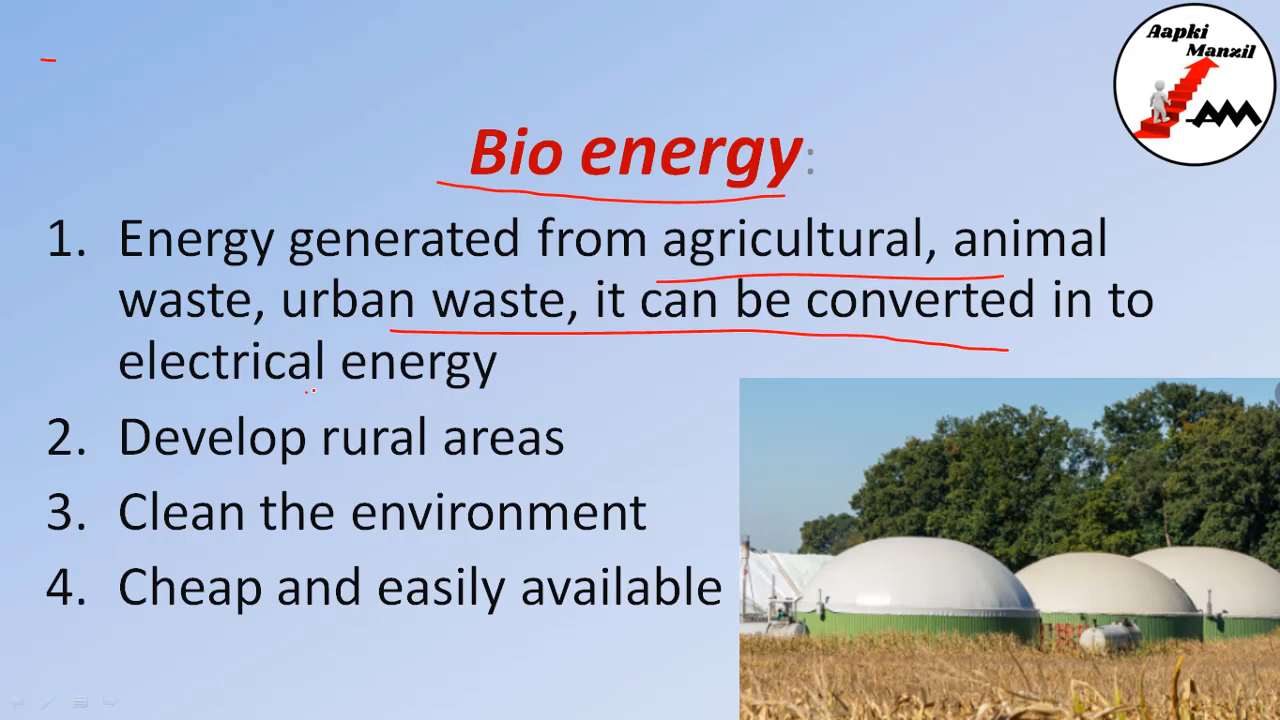 Aapki
Manzil
AM
Bio energy:
1. Energy generated from agricultural, animal
waste, urban waste, it can be converted in to
electrical energy
2. Develop rural areas
3. Clean the environment
4. Cheap and easily available